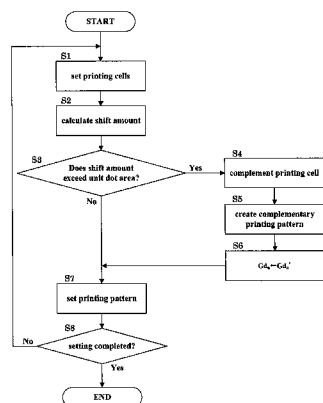 START
S1
set printing cells
S2
calculate shift amount
S3
Does shift amount
exceed unit dot area?
Yes
No
S4
complement printing cell
S5
create complementary
printing pattern
S6
Gdₙ←Gdₙ'
S7
set printing pattern
S8
setting completed?
No
Yes
END